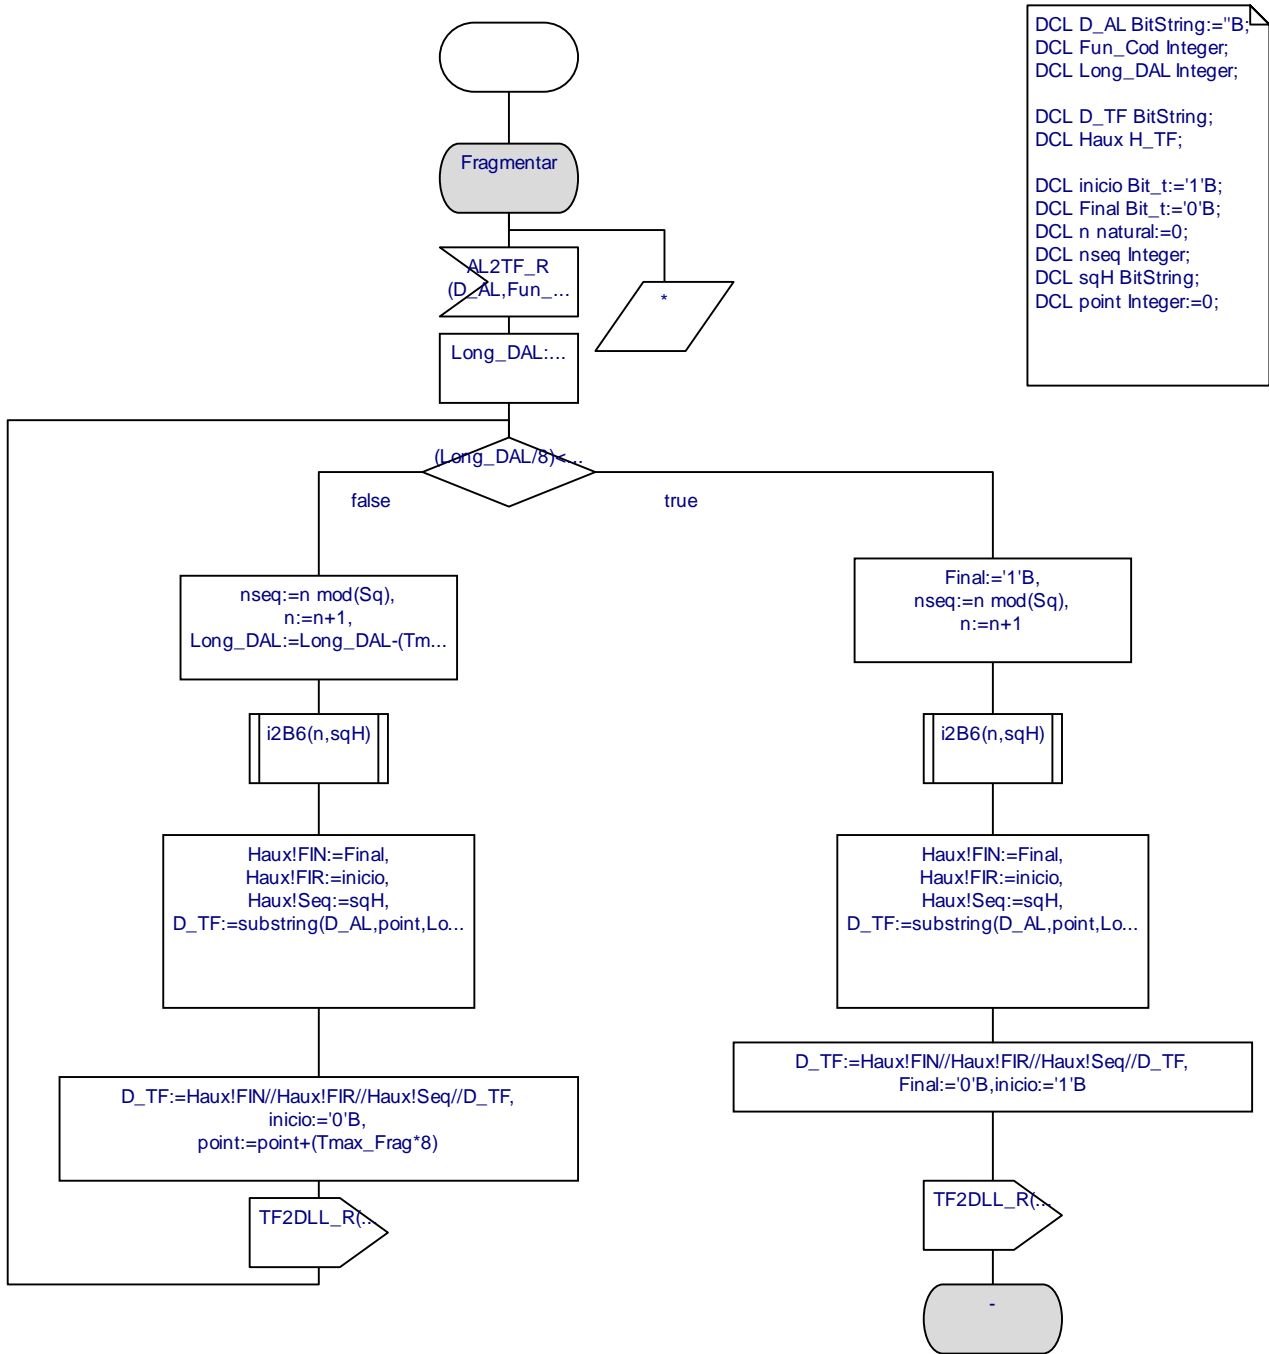 DCL D_AL BitString:=''B;
DCL Fun_Cod Integer;
DCL Long_DAL Integer;
DCL D_TF BitString;
DCL Haux H_TF;
DCL inicio Bit_t:='1'B;
DCL Final Bit_t:='0'B;
DCL n natural:=0;
DCL nseq Integer;
DCL sqH BitString;
DCL point Integer:=0;
Fragmentar
AL2TF_R
(D_AL,Fun_...
*
Long_DAL:...
(Long_DAL/8)<...
false
true
nseq:=n mod(Sq),
n:=n+1,
Long_DAL:=Long_DAL-(Tm...
i2B6(n,sqH)
Haux!FIN:=Final,
Haux!FIR:=inicio,
Haux!Seq:=sqH,
D_TF:=substring(D_AL,point,Lo...
D_TF:=Haux!FIN//Haux!FIR//Haux!Seq//D_TF,
inicio:='0'B,
point:=point+(Tmax_Frag*8)
TF2DLL_R(...
Final:='1'B,
nseq:=n mod(Sq),
n:=n+1
i2B6(n,sqH)
Haux!FIN:=Final,
Haux!FIR:=inicio,
Haux!Seq:=sqH,
D_TF:=substring(D_AL,point,Lo...
D_TF:=Haux!FIN//Haux!FIR//Haux!Seq//D_TF,
Final:='0'B,inicio:='1'B
TF2DLL_R(...
-